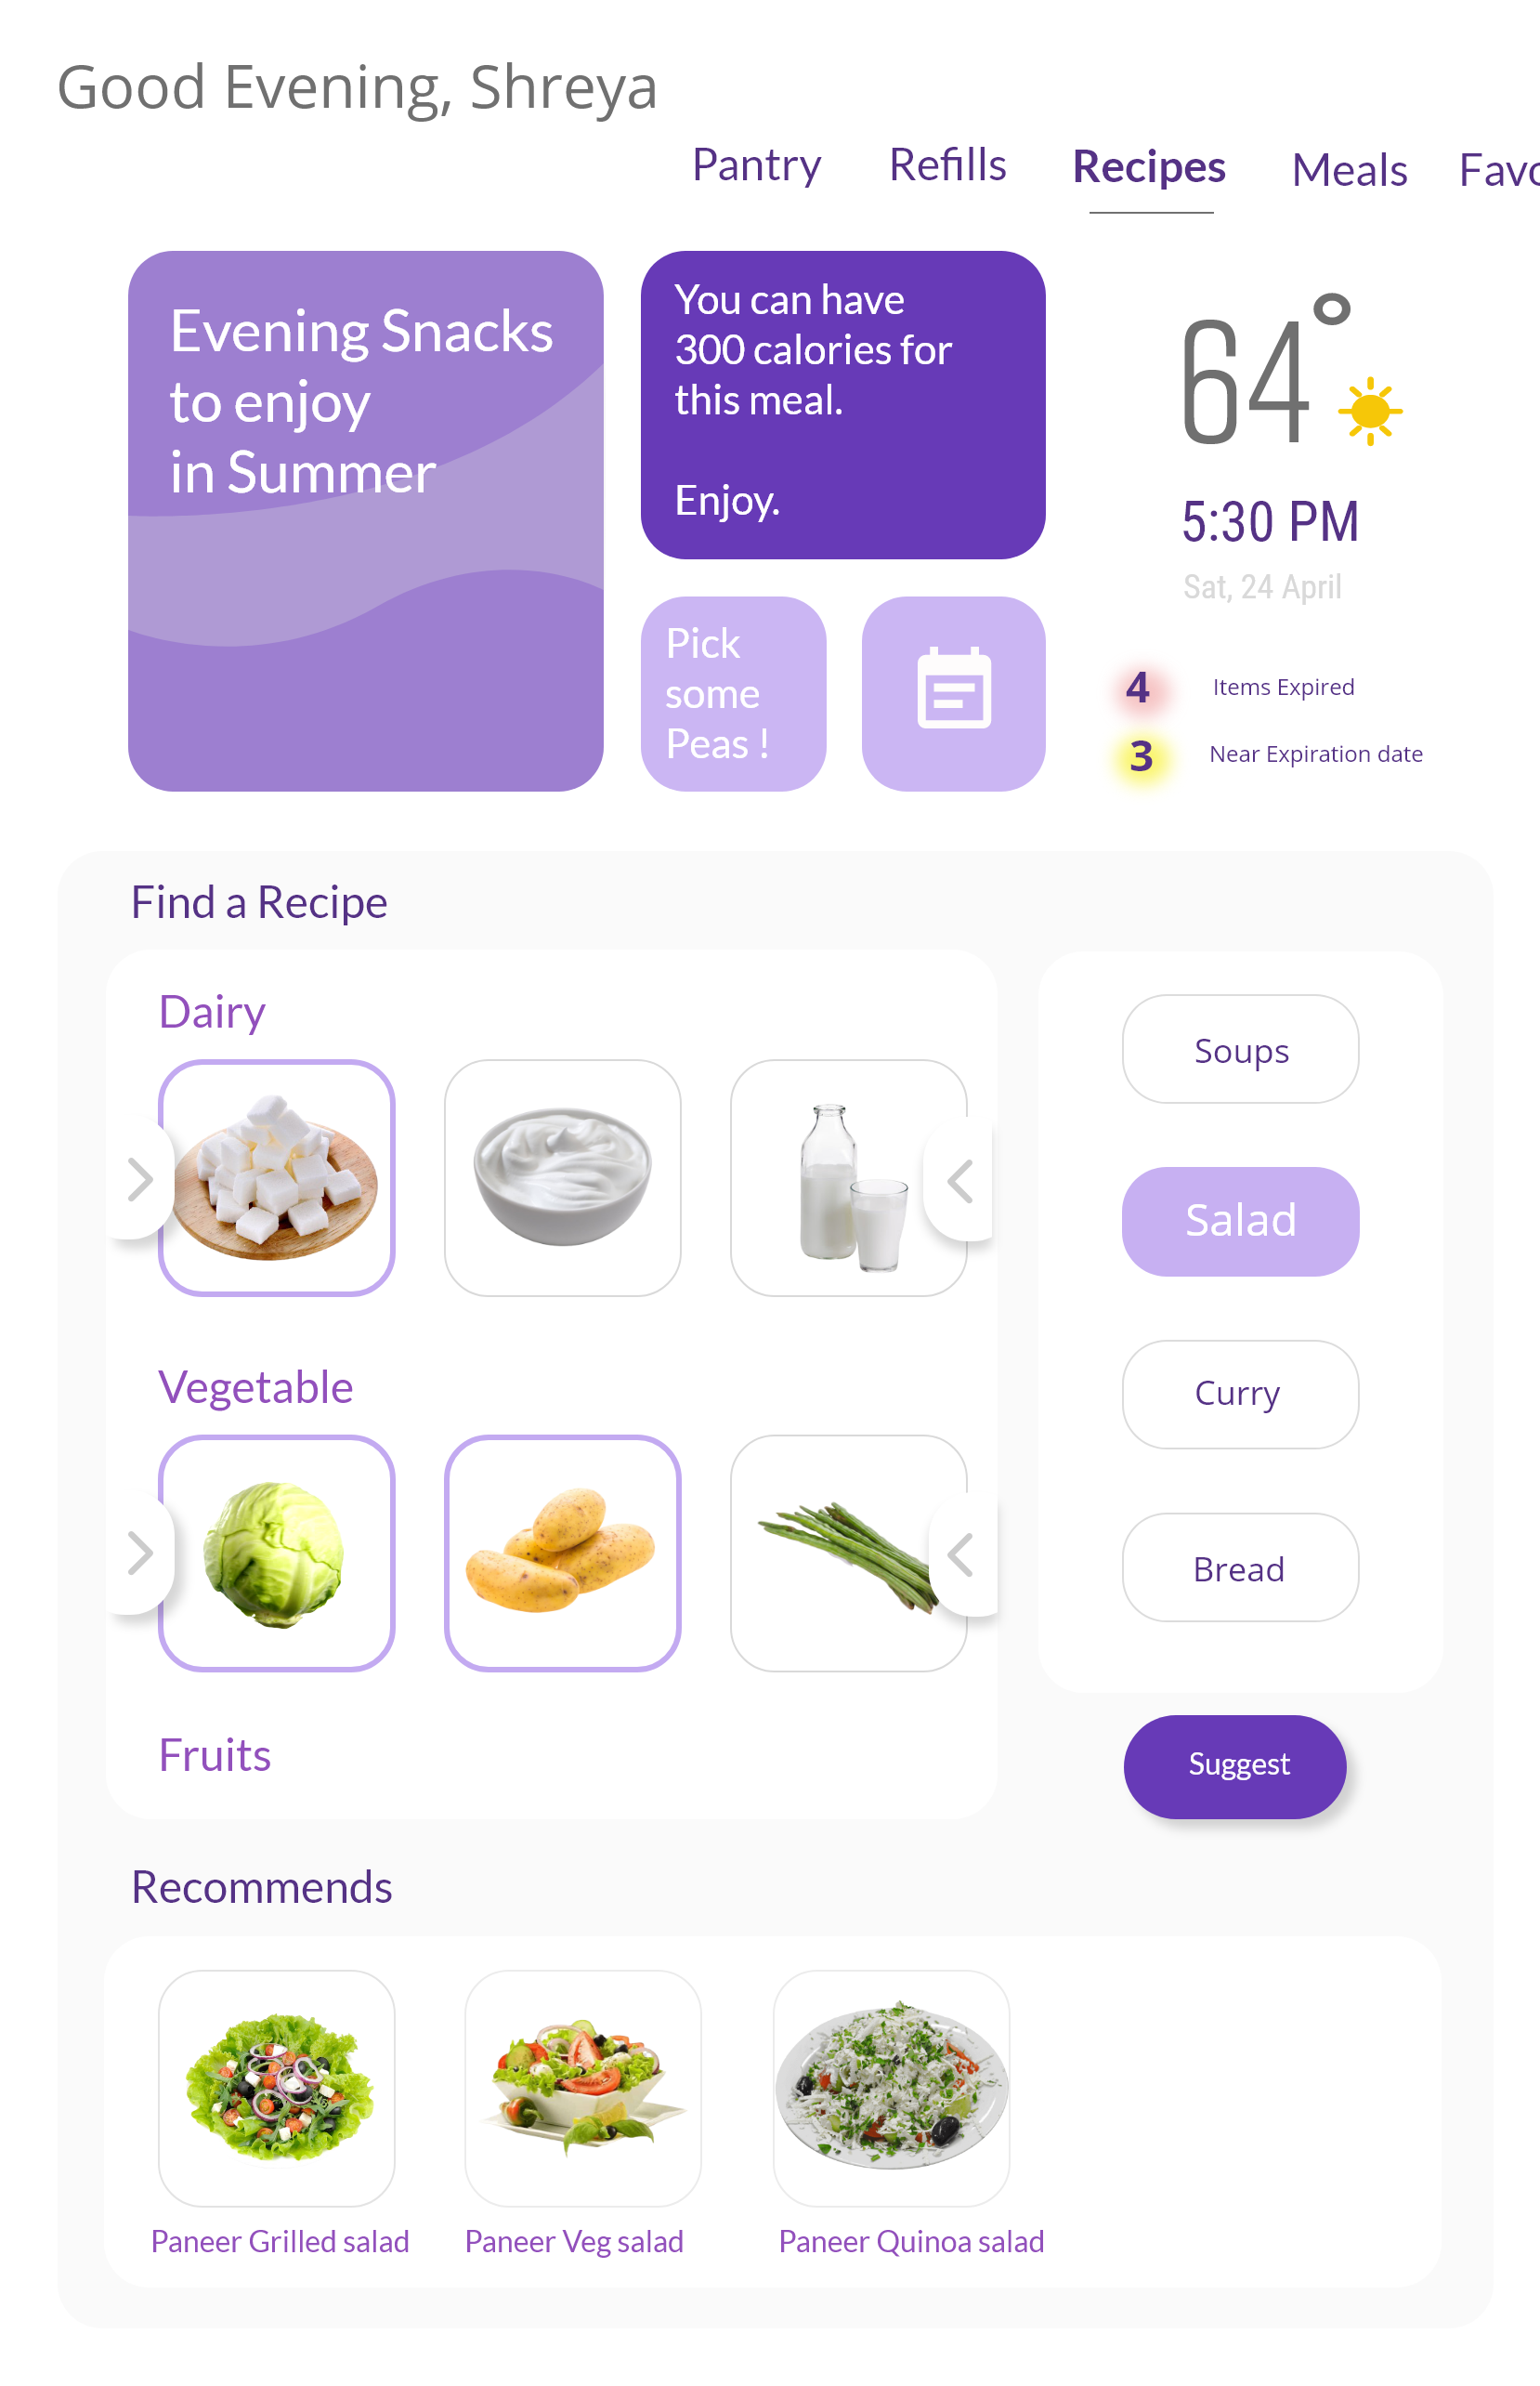 Good Evening, Shreya
Pantry Refills Recipes Meals Favo
Evening Snacks
to enjoy
in Summer
You can have
300 calories for
this meal.
Enjoy.
64°
5:30 PM
Sat, 24 April
Pick
some
Peas !
4 Items Expired
3 Near Expiration date
Find a Recipe
Dairy
Vegetable
Fruits
Soups
Salad
Curry
Bread
Suggest
Recommends
Paneer Grilled salad
Paneer Veg salad
Paneer Quinoa salad